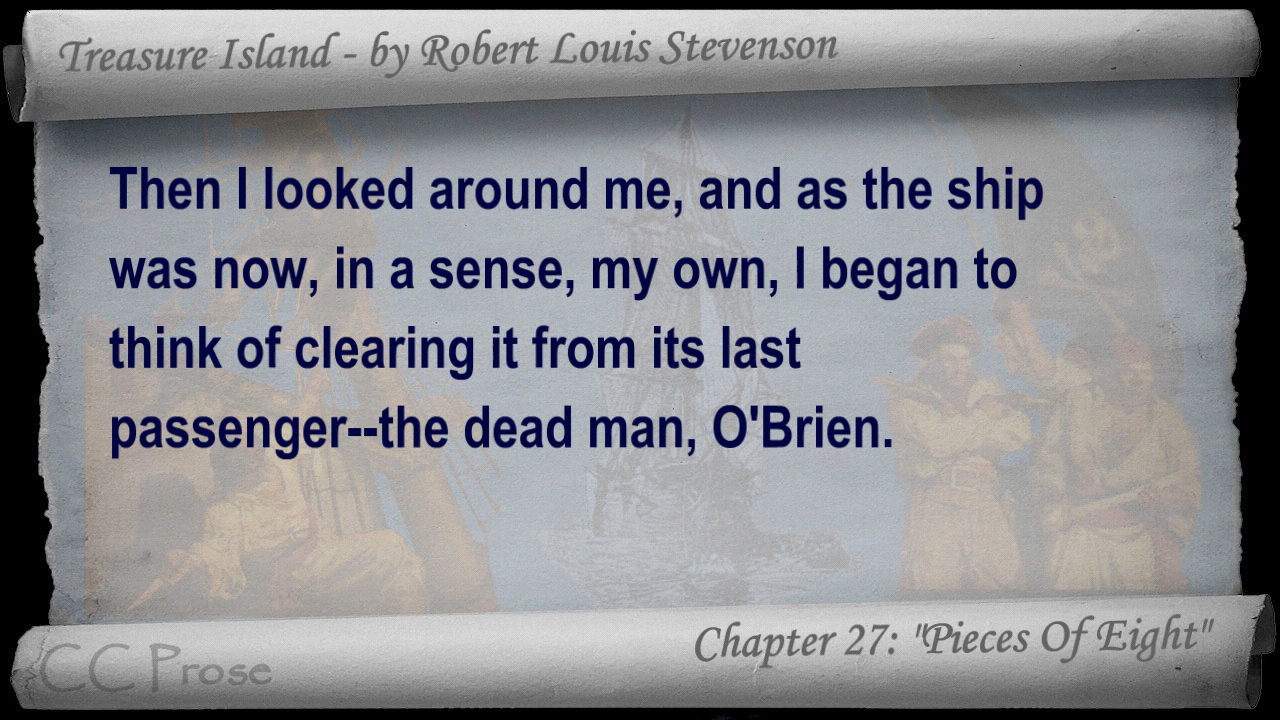 Treasure Island - by Robert Louis Stevenson
Then I looked around me, and as the ship
was now, in a sense, my own, I began to
think of clearing it from its last
passenger--the dead man, O'Brien.
Chapter 27: "Pieces Of Eight"
CC Prose